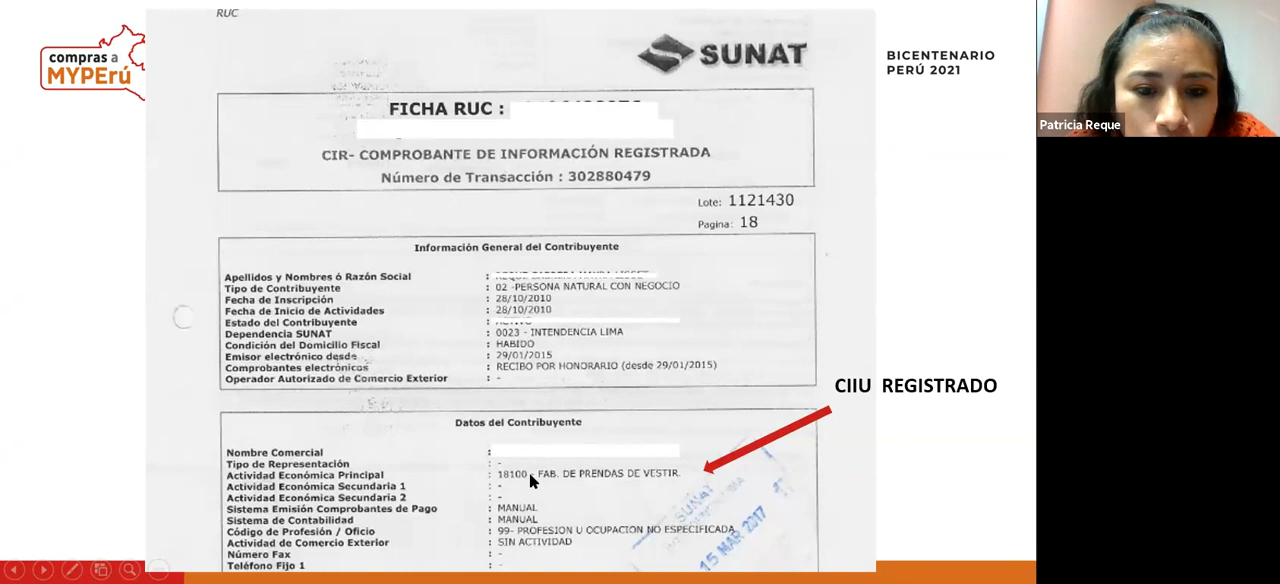 RUC
compras a
MYPErú
SUNAT
BICENTENARIO
PERÚ 2021
Patricia Reque
FICHA RUC :
CIR- COMPROBANTE DE INFORMACIÓN REGISTRADA
Número de Transacción : 302880479
Lote: 1121430
Pagina: 18
Información General del Contribuyente
Apellidos y Nombres ó Razón Social :
Tipo de Contribuyente : 02 -PERSONA NATURAL CON NEGOCIO
Fecha de Inscripción : 28/10/2010
Fecha de Inicio de Actividades : 28/10/2010
Estado del Contribuyente :
Dependencia SUNAT : 0023 - INTENDENCIA LIMA
Condición del Domicilio Fiscal : HABIDO
Emisor electrónico desde : 29/01/2015
Comprobantes electrónicos : RECIBO POR HONORARIO (desde 29/01/2015)
Operador Autorizado de Comercio Exterior : -
CIIU REGISTRADO
Datos del Contribuyente
Nombre Comercial :
Tipo de Representación : -
Actividad Económica Principal : 18100 - FAB. DE PRENDAS DE VESTIR.
Actividad Económica Secundaria 1 : -
Actividad Económica Secundaria 2 : -
Sistema Emisión Comprobantes de Pago : MANUAL
Sistema de Contabilidad : MANUAL
Código de Profesión / Oficio : 99- PROFESION U OCUPACION NO ESPECIFICADA
Actividad de Comercio Exterior : SIN ACTIVIDAD
Número Fax : -
Teléfono Fijo 1 : -
SUNAT
15 MAR 2017